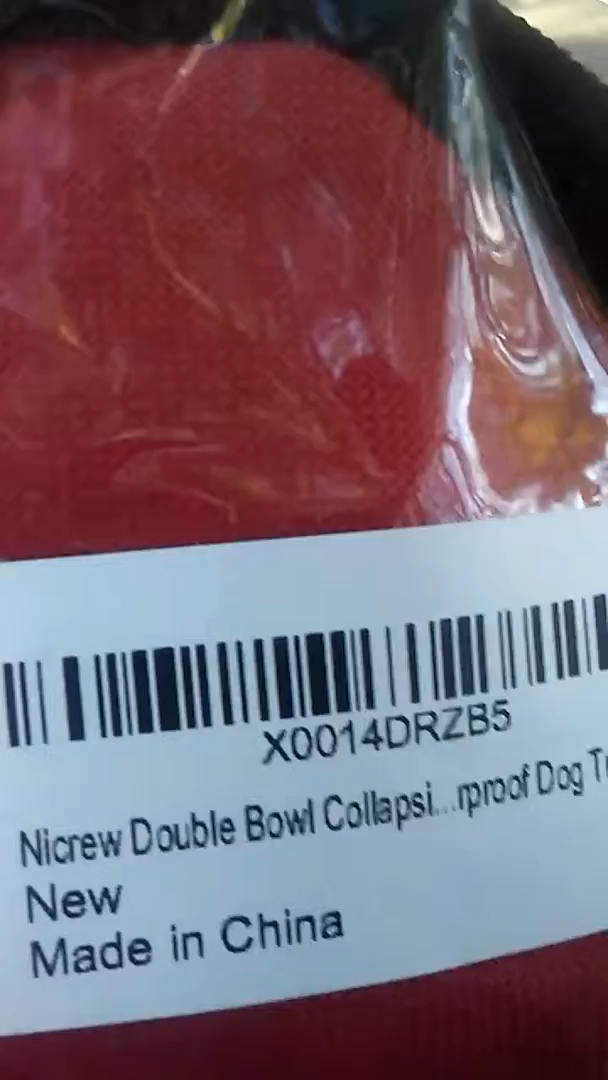 X0014DRZB5
Nicrew Double Bowl Collapsi...rproof Dog
New
Made in China